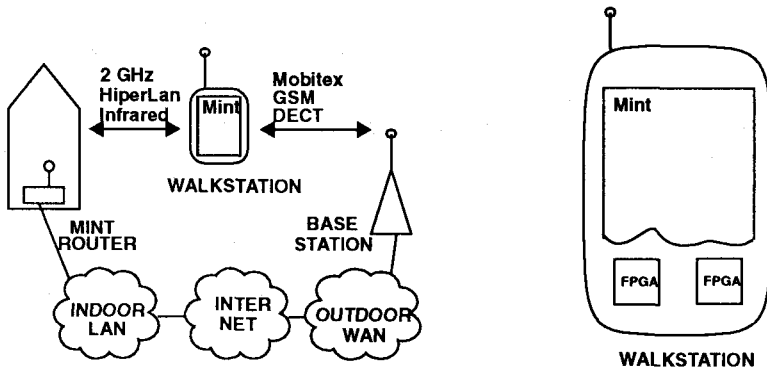 2 GHz
HiperLan
Infrared
Mint
Mobitex
GSM
DECT
WALKSTATION
MINT
ROUTER
BASE
STATION
INDOOR
LAN
INTER
NET
OUTDOOR
WAN
Mint
FPGA
FPGA
WALKSTATION